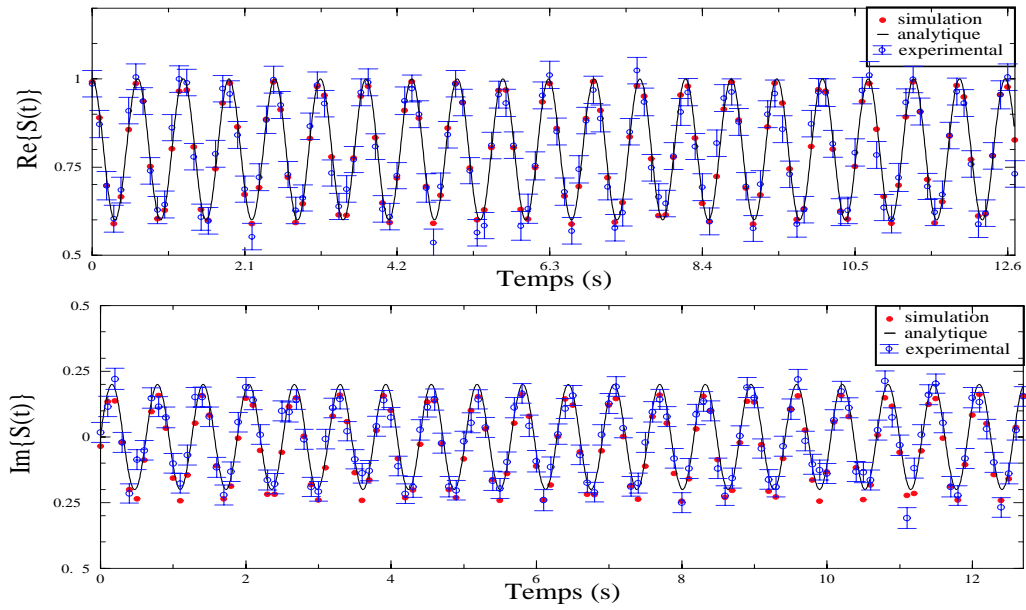 simulation
analytique
experimental
Re{S(t)}
1
0.75
0.5
0 2.1 4.2 6.3 8.4 10.5 12.6
Temps (s)
simulation
analytique
experimental
Im{S(t)}
0.5
0.25
0
0.25
0. 5
0 2 4 6 8 10 12
Temps (s)